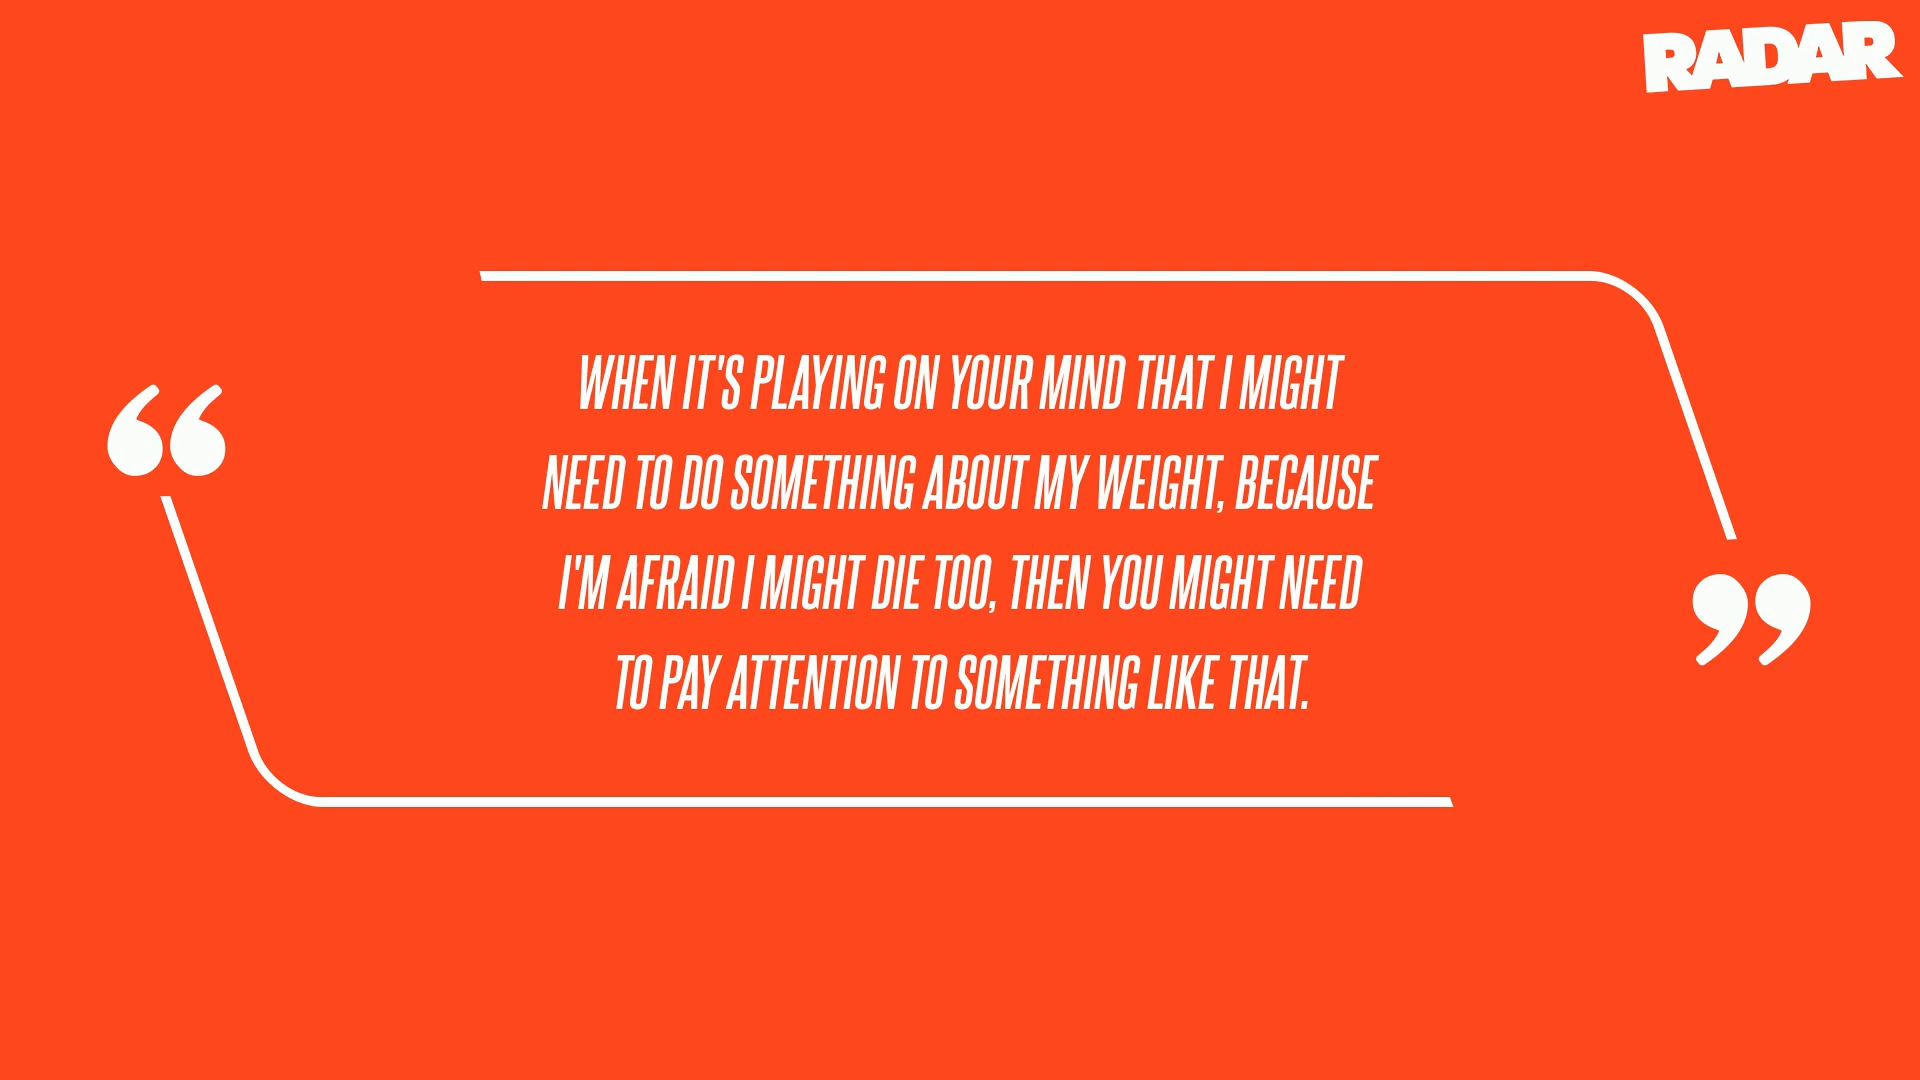 RADAR
“
WHEN IT'S PLAYING ON YOUR MIND THAT I MIGHT
NEED TO DO SOMETHING ABOUT MY WEIGHT, BECAUSE
I'M AFRAID I MIGHT DIE TOO, THEN YOU MIGHT NEED
TO PAY ATTENTION TO SOMETHING LIKE THAT.
”